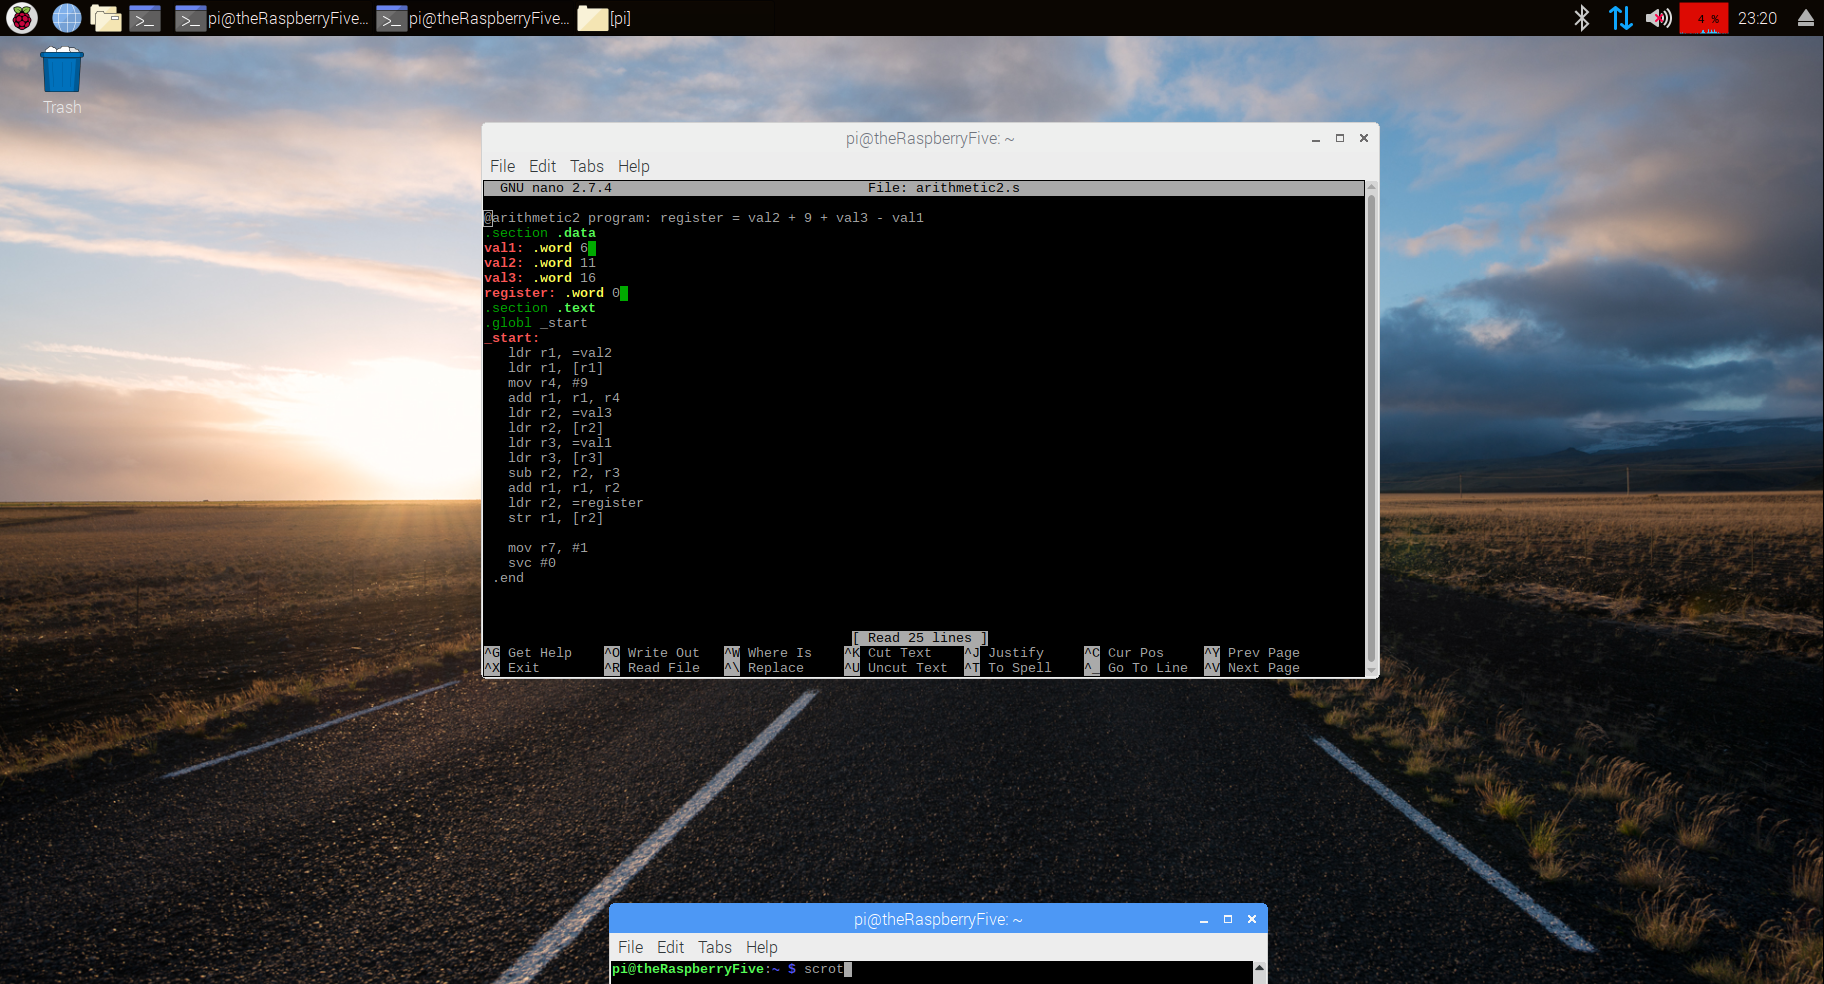 pi@theRaspberryFive... pi@theRaspberryFive... [pi] 4 % 23:20
Trash
pi@theRaspberryFive: ~
File Edit Tabs Help
GNU nano 2.7.4 File: arithmetic2.s
@arithmetic2 program: register = val2 + 9 + val3 - val1
.section .data
val1: .word 6
val2: .word 11
val3: .word 16
register: .word 0
.section .text
.globl _start
_start:
ldr r1, =val2
ldr r1, [r1]
mov r4, #9
add r1, r1, r4
ldr r2, =val3
ldr r2, [r2]
ldr r3, =val1
ldr r3, [r3]
sub r2, r2, r3
add r1, r1, r2
ldr r2, =register
str r1, [r2]
mov r7, #1
svc #0
.end
[ Read 25 lines ]
^G Get Help ^O Write Out ^W Where Is ^K Cut Text ^J Justify ^C Cur Pos ^Y Prev Page
^X Exit ^R Read File ^\ Replace ^U Uncut Text ^T To Spell ^_ Go To Line ^V Next Page
pi@theRaspberryFive: ~
File Edit Tabs Help
pi@theRaspberryFive:~ $ scrot